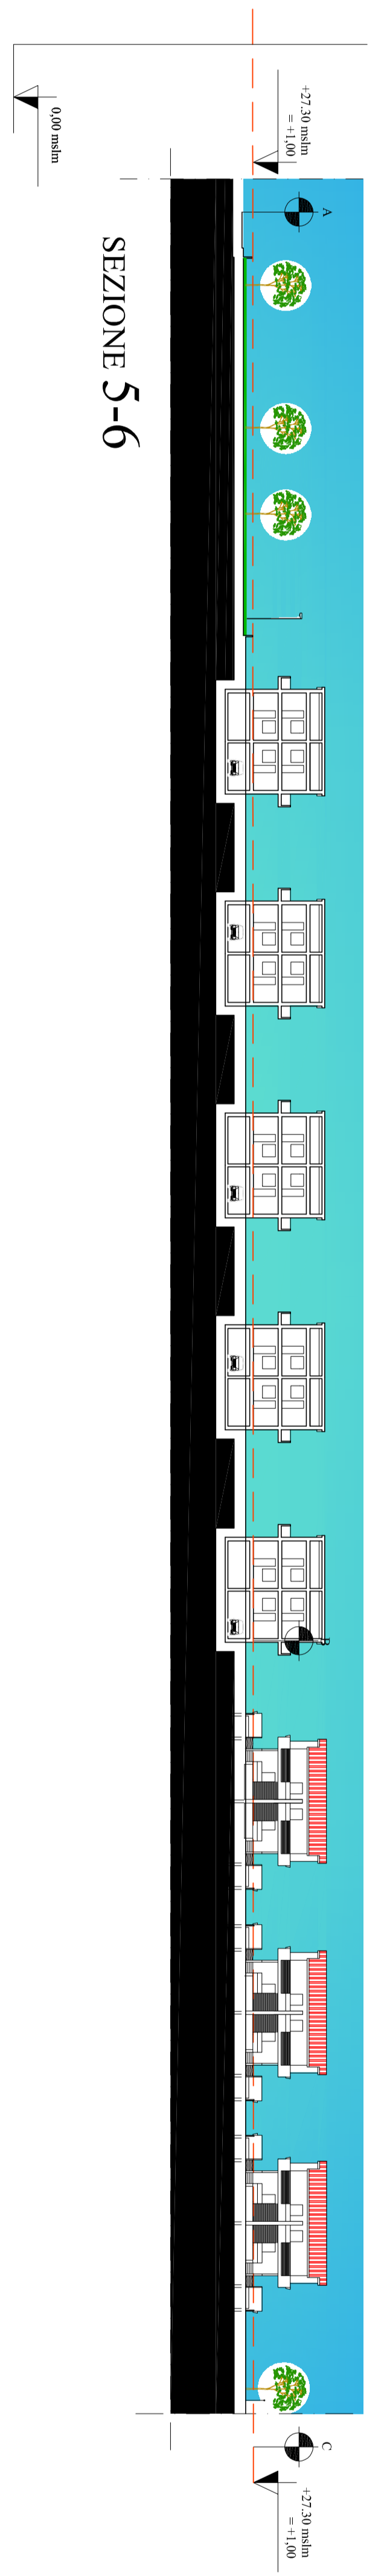 0,00 mslm
+27.30 mslm
= +1,00
A
SEZIONE 5-6
B
C
+27.30 mslm
= +1,00